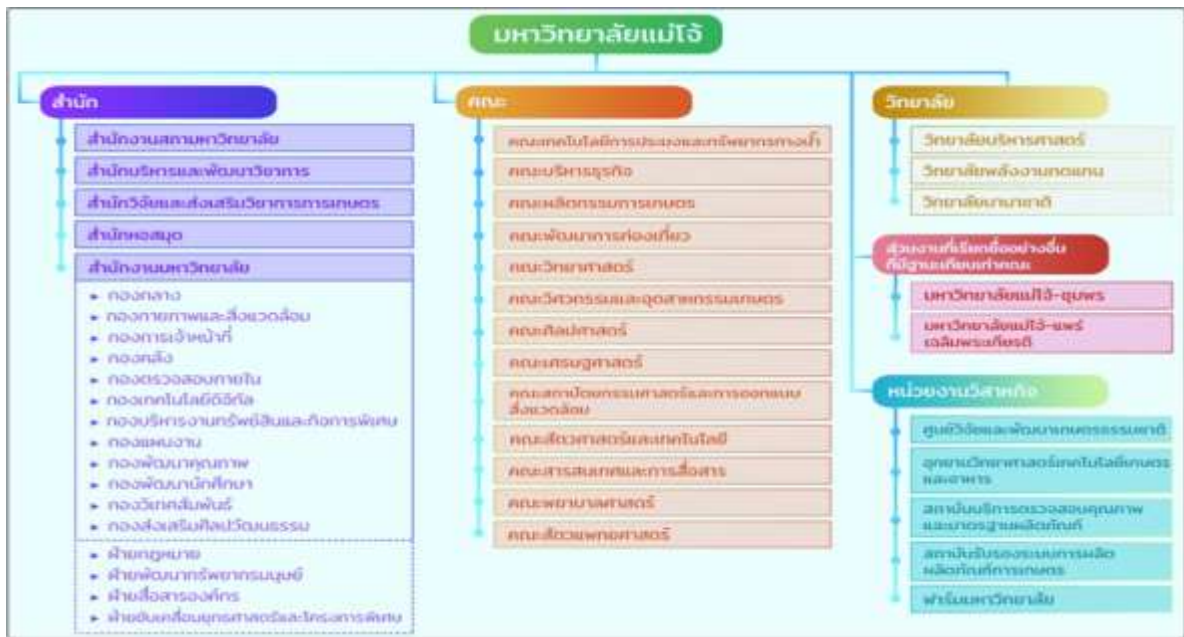 มหาวิทยาลัยแม่โจ้
สำนัก
สำนักงานสภามหาวิทยาลัย
สำนักบริหารและพัฒนาวิชาการ
สำนักวิจัยและส่งเสริมวิชาการการเกษตร
สำนักหอสมุด
สำนักงานมหาวิทยาลัย
▸ กองกลาง
▸ กองกายภาพและสิ่งแวดล้อม
▸ กองการเจ้าหน้าที่
▸ กองคลัง
▸ กองตรวจสอบภายใน
▸ กองเทคโนโลยีดิจิทัล
▸ กองบริหารงานทรัพย์สินและกิจการพิเศษ
▸ กองแผนงาน
▸ กองพัฒนาคุณภาพ
▸ กองพัฒนานักศึกษา
▸ กองวิเทศสัมพันธ์
▸ กองส่งเสริมศิลปวัฒนธรรม
▸ ฝ่ายกฎหมาย
▸ ฝ่ายพัฒนาทรัพยากรมนุษย์
▸ ฝ่ายสื่อสารองค์กร
▸ ฝ่ายขับเคลื่อนยุทธศาสตร์และโครงการพิเศษ
คณะ
คณะเทคโนโลยีการประมงและทรัพยากรทางน้ำ
คณะบริหารธุรกิจ
คณะผลิตกรรมการเกษตร
คณะพัฒนาการท่องเที่ยว
คณะวิทยาศาสตร์
คณะวิศวกรรมและอุตสาหกรรมเกษตร
คณะศิลปศาสตร์
คณะเศรษฐศาสตร์
คณะสถาปัตยกรรมศาสตร์และการออกแบบ
สิ่งแวดล้อม
คณะสัตวศาสตร์และเทคโนโลยี
คณะสารสนเทศและการสื่อสาร
คณะพยาบาลศาสตร์
คณะสัตวแพทยศาสตร์
วิทยาลัย
วิทยาลัยบริหารศาสตร์
วิทยาลัยพลังงานทดแทน
วิทยาลัยนานาชาติ
ส่วนงานที่เรียกชื่ออย่างอื่น
ที่มีฐานะเทียบเท่าคณะ
มหาวิทยาลัยแม่โจ้-ชุมพร
มหาวิทยาลัยแม่โจ้-แพร่
เฉลิมพระเกียรติ
หน่วยงานวิสาหกิจ
ศูนย์วิจัยและพัฒนาเกษตรธรรมชาติ
อุทยานวิทยาศาสตร์เทคโนโลยีเกษตร
และอาหาร
สถาบันบริการตรวจสอบคุณภาพ
และมาตรฐานผลิตภัณฑ์
สถาบันรับรองระบบการผลิต
ผลิตภัณฑ์การเกษตร
ฟาร์มมหาวิทยาลัย